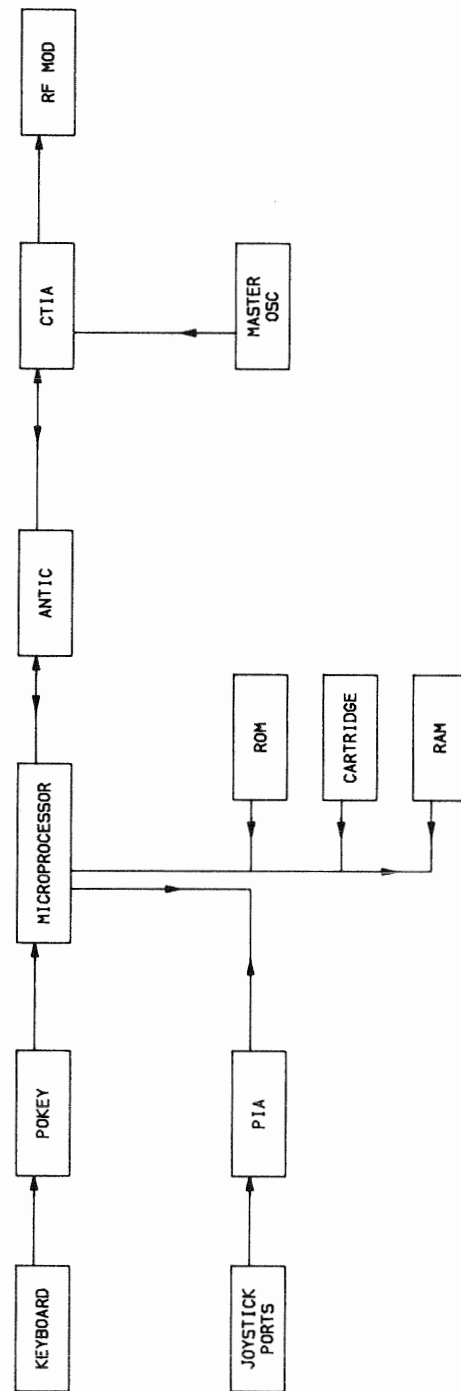 KEYBOARD
POKEY
MICROPROCESSOR
ANTIC
CTIA
RF MOD
JOYSTICK
PORTS
PIA
ROM
MASTER
OSC
CARTRIDGE
RAM